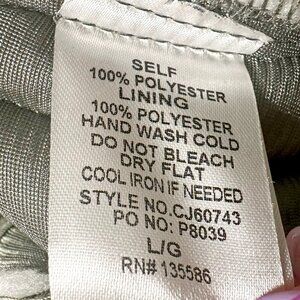 SELF
100% POLYESTER
LINING
100% POLYESTER
HAND WASH COLD
DO NOT BLEACH
DRY FLAT
COOL IRON IF NEEDED
STYLE NO.CJ60743
PO NO: P8039
L/G
RN# 135586